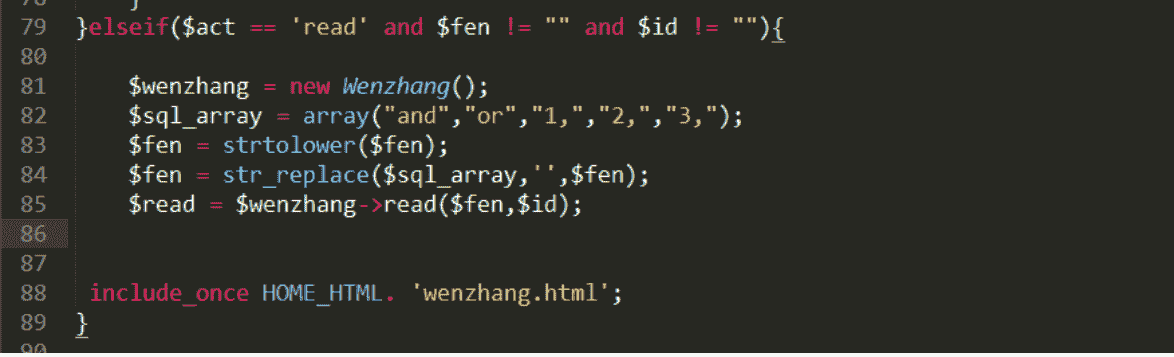 78 }
79 }elseif($act == 'read' and $fen != "" and $id != ""){
80
81 $wenzhang = new Wenzhang();
82 $sql_array = array("and","or","1,","2,","3,");
83 $fen = strtolower($fen);
84 $fen = str_replace($sql_array,'',$fen);
85 $read = $wenzhang->read($fen,$id);
86
87
88 include_once HOME_HTML. 'wenzhang.html';
89 }
90